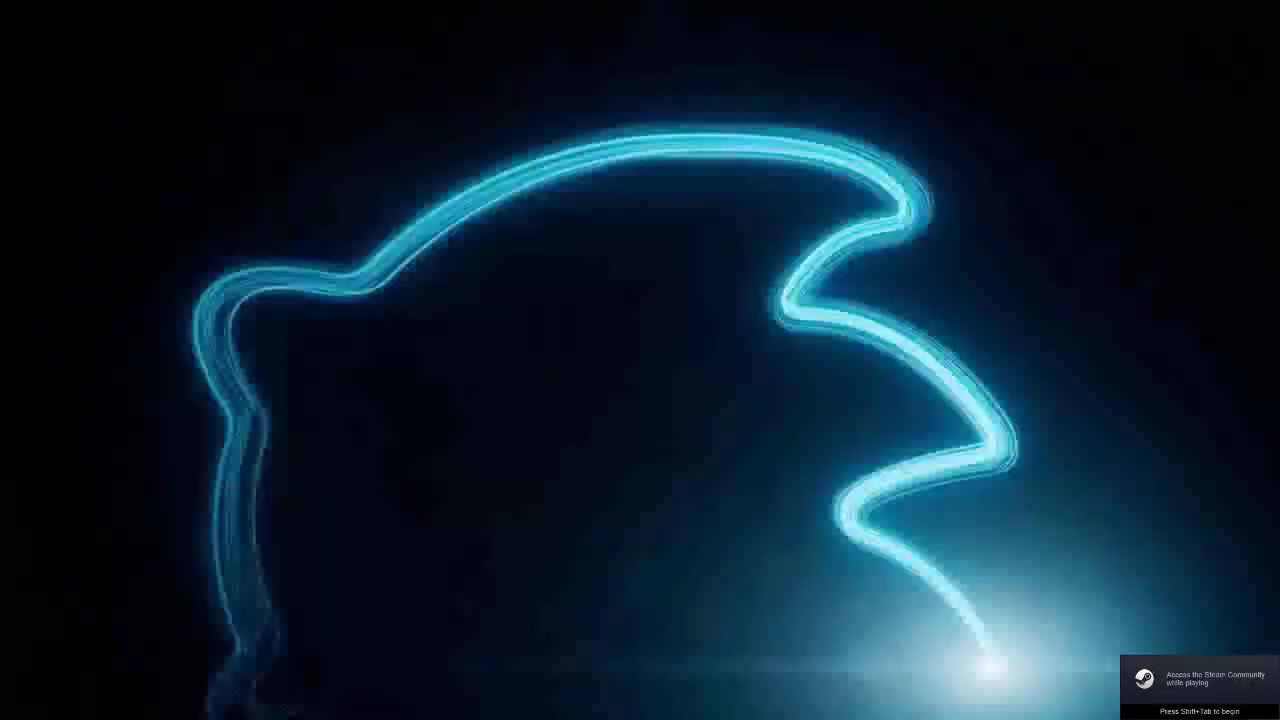 Access the Steam Community
while playing
Press Shift+Tab to begin